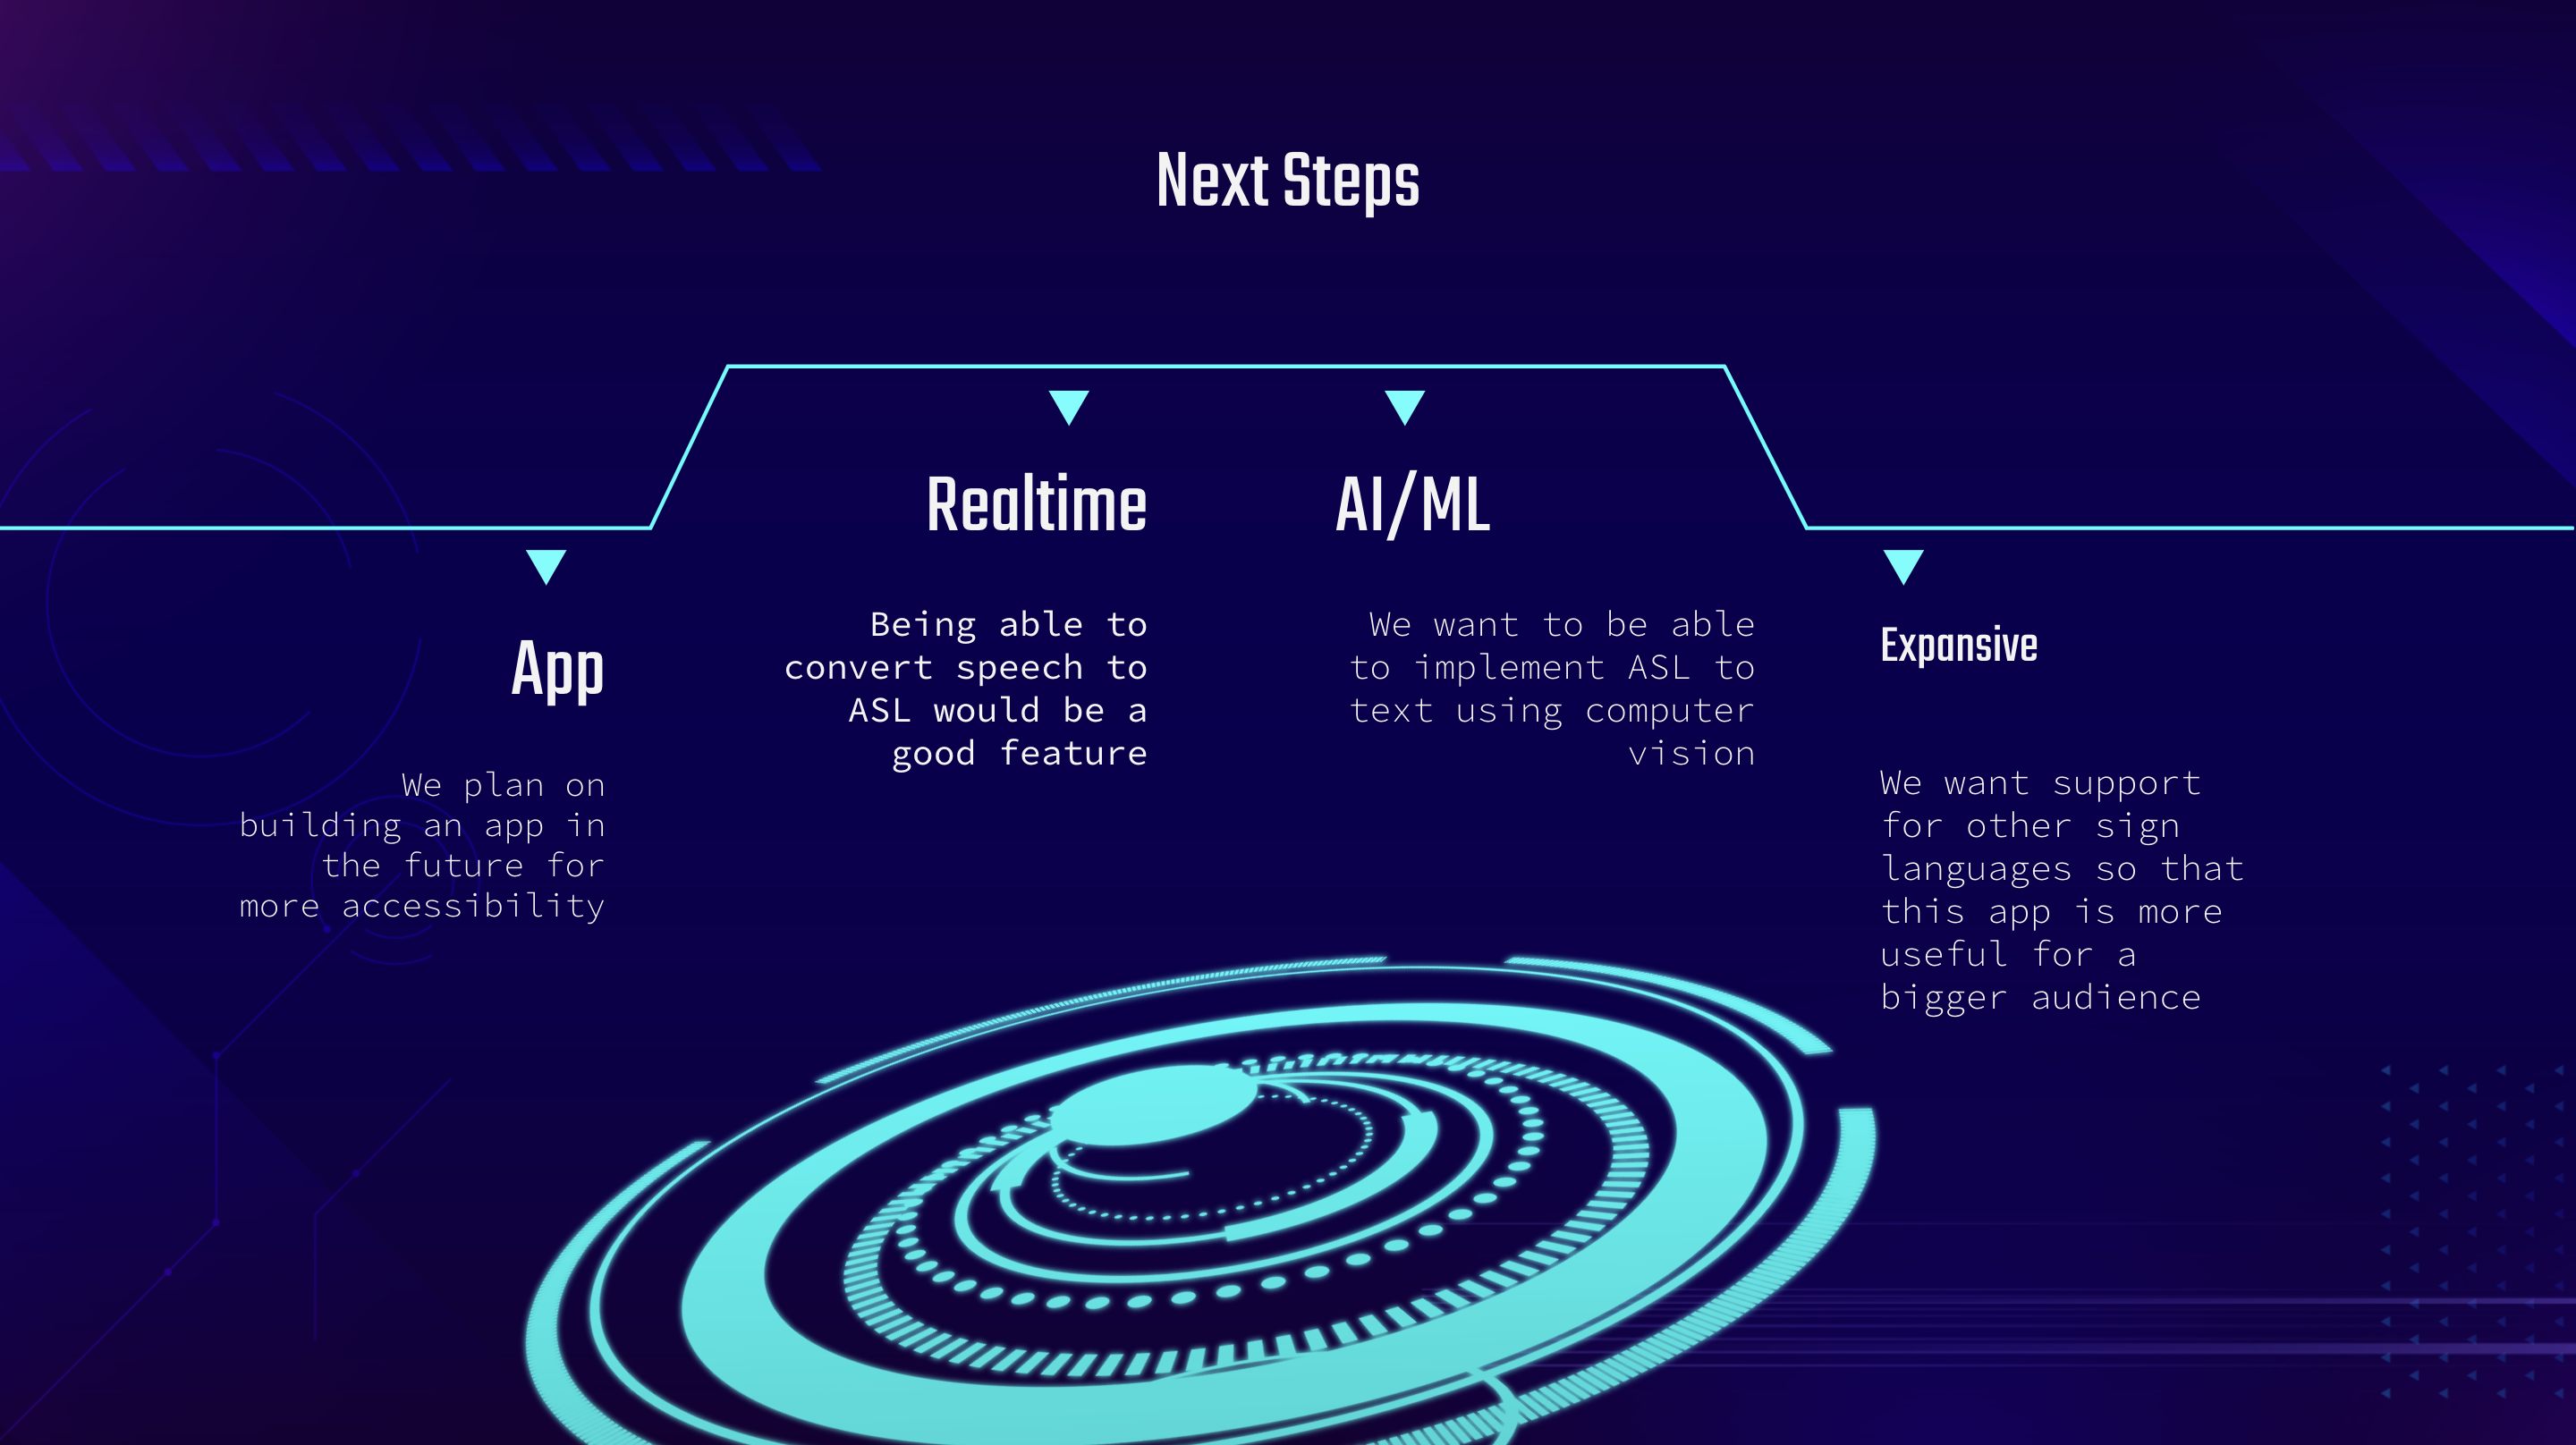 Next Steps
App
We plan on
building an app in
the future for
more accessibility
Realtime
Being able to
convert speech to
ASL would be a
good feature
AI/ML
We want to be able
to implement ASL to
text using computer
vision
Expansive
We want support
for other sign
languages so that
this app is more
useful for a
bigger audience